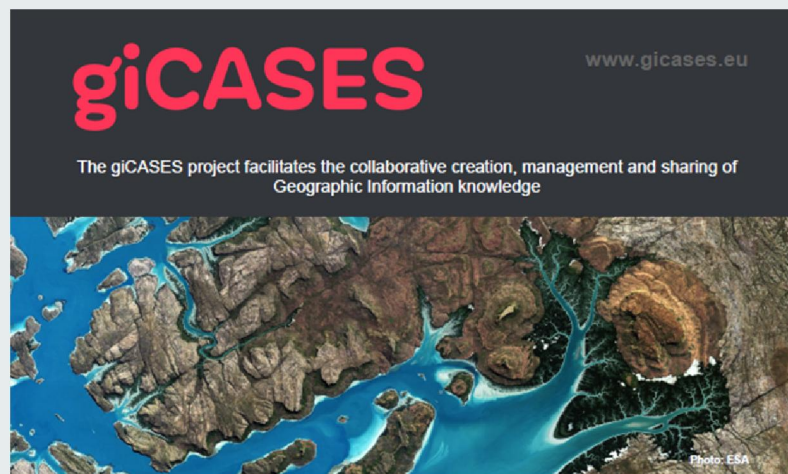 giCASES
www.gicases.eu
The giCASES project facilitates the collaborative creation, management and sharing of
Geographic Information knowledge
Photo: ESA